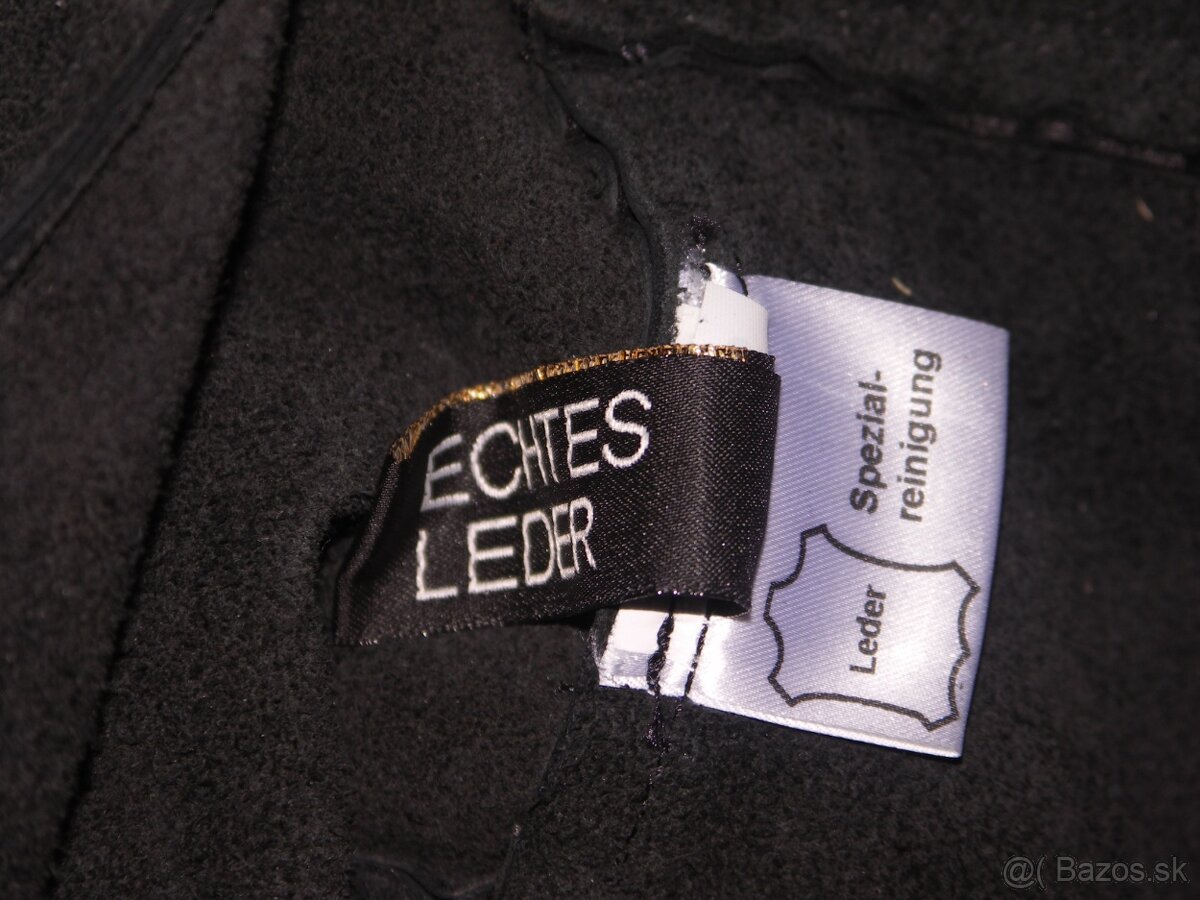 ECHTES
LEDER
Spezial-
reinigung
Leder
@( Bazos.sk